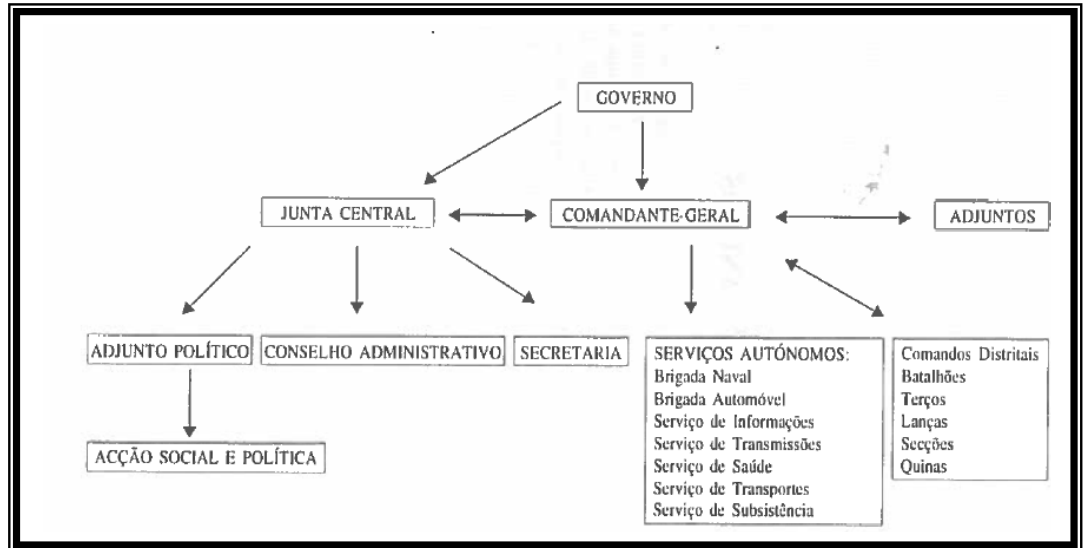 GOVERNO
JUNTA CENTRAL
COMANDANTE-GERAL
ADJUNTOS
ADJUNTO POLÍTICO
CONSELHO ADMINISTRATIVO
SECRETARIA
SERVIÇOS AUTÓNOMOS:
Brigada Naval
Brigada Automóvel
Serviço de Informações
Serviço de Transmissões
Serviço de Saúde
Serviço de Transportes
Serviço de Subsistência
Comandos Distritais
Batalhões
Terços
Lanças
Secções
Quinas
ACÇÃO SOCIAL E POLÍTICA